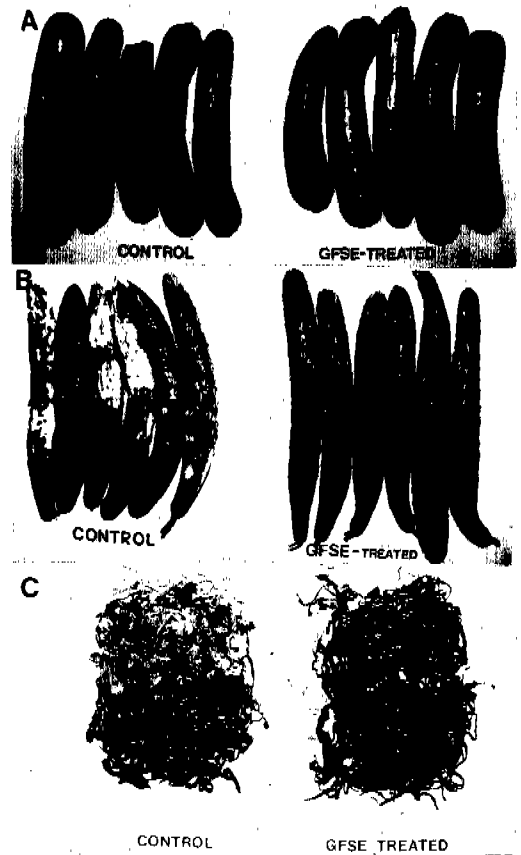 A
CONTROL
GFSE-TREATED
B
CONTROL
GFSE-TREATED
C
CONTROL
GFSE TREATED